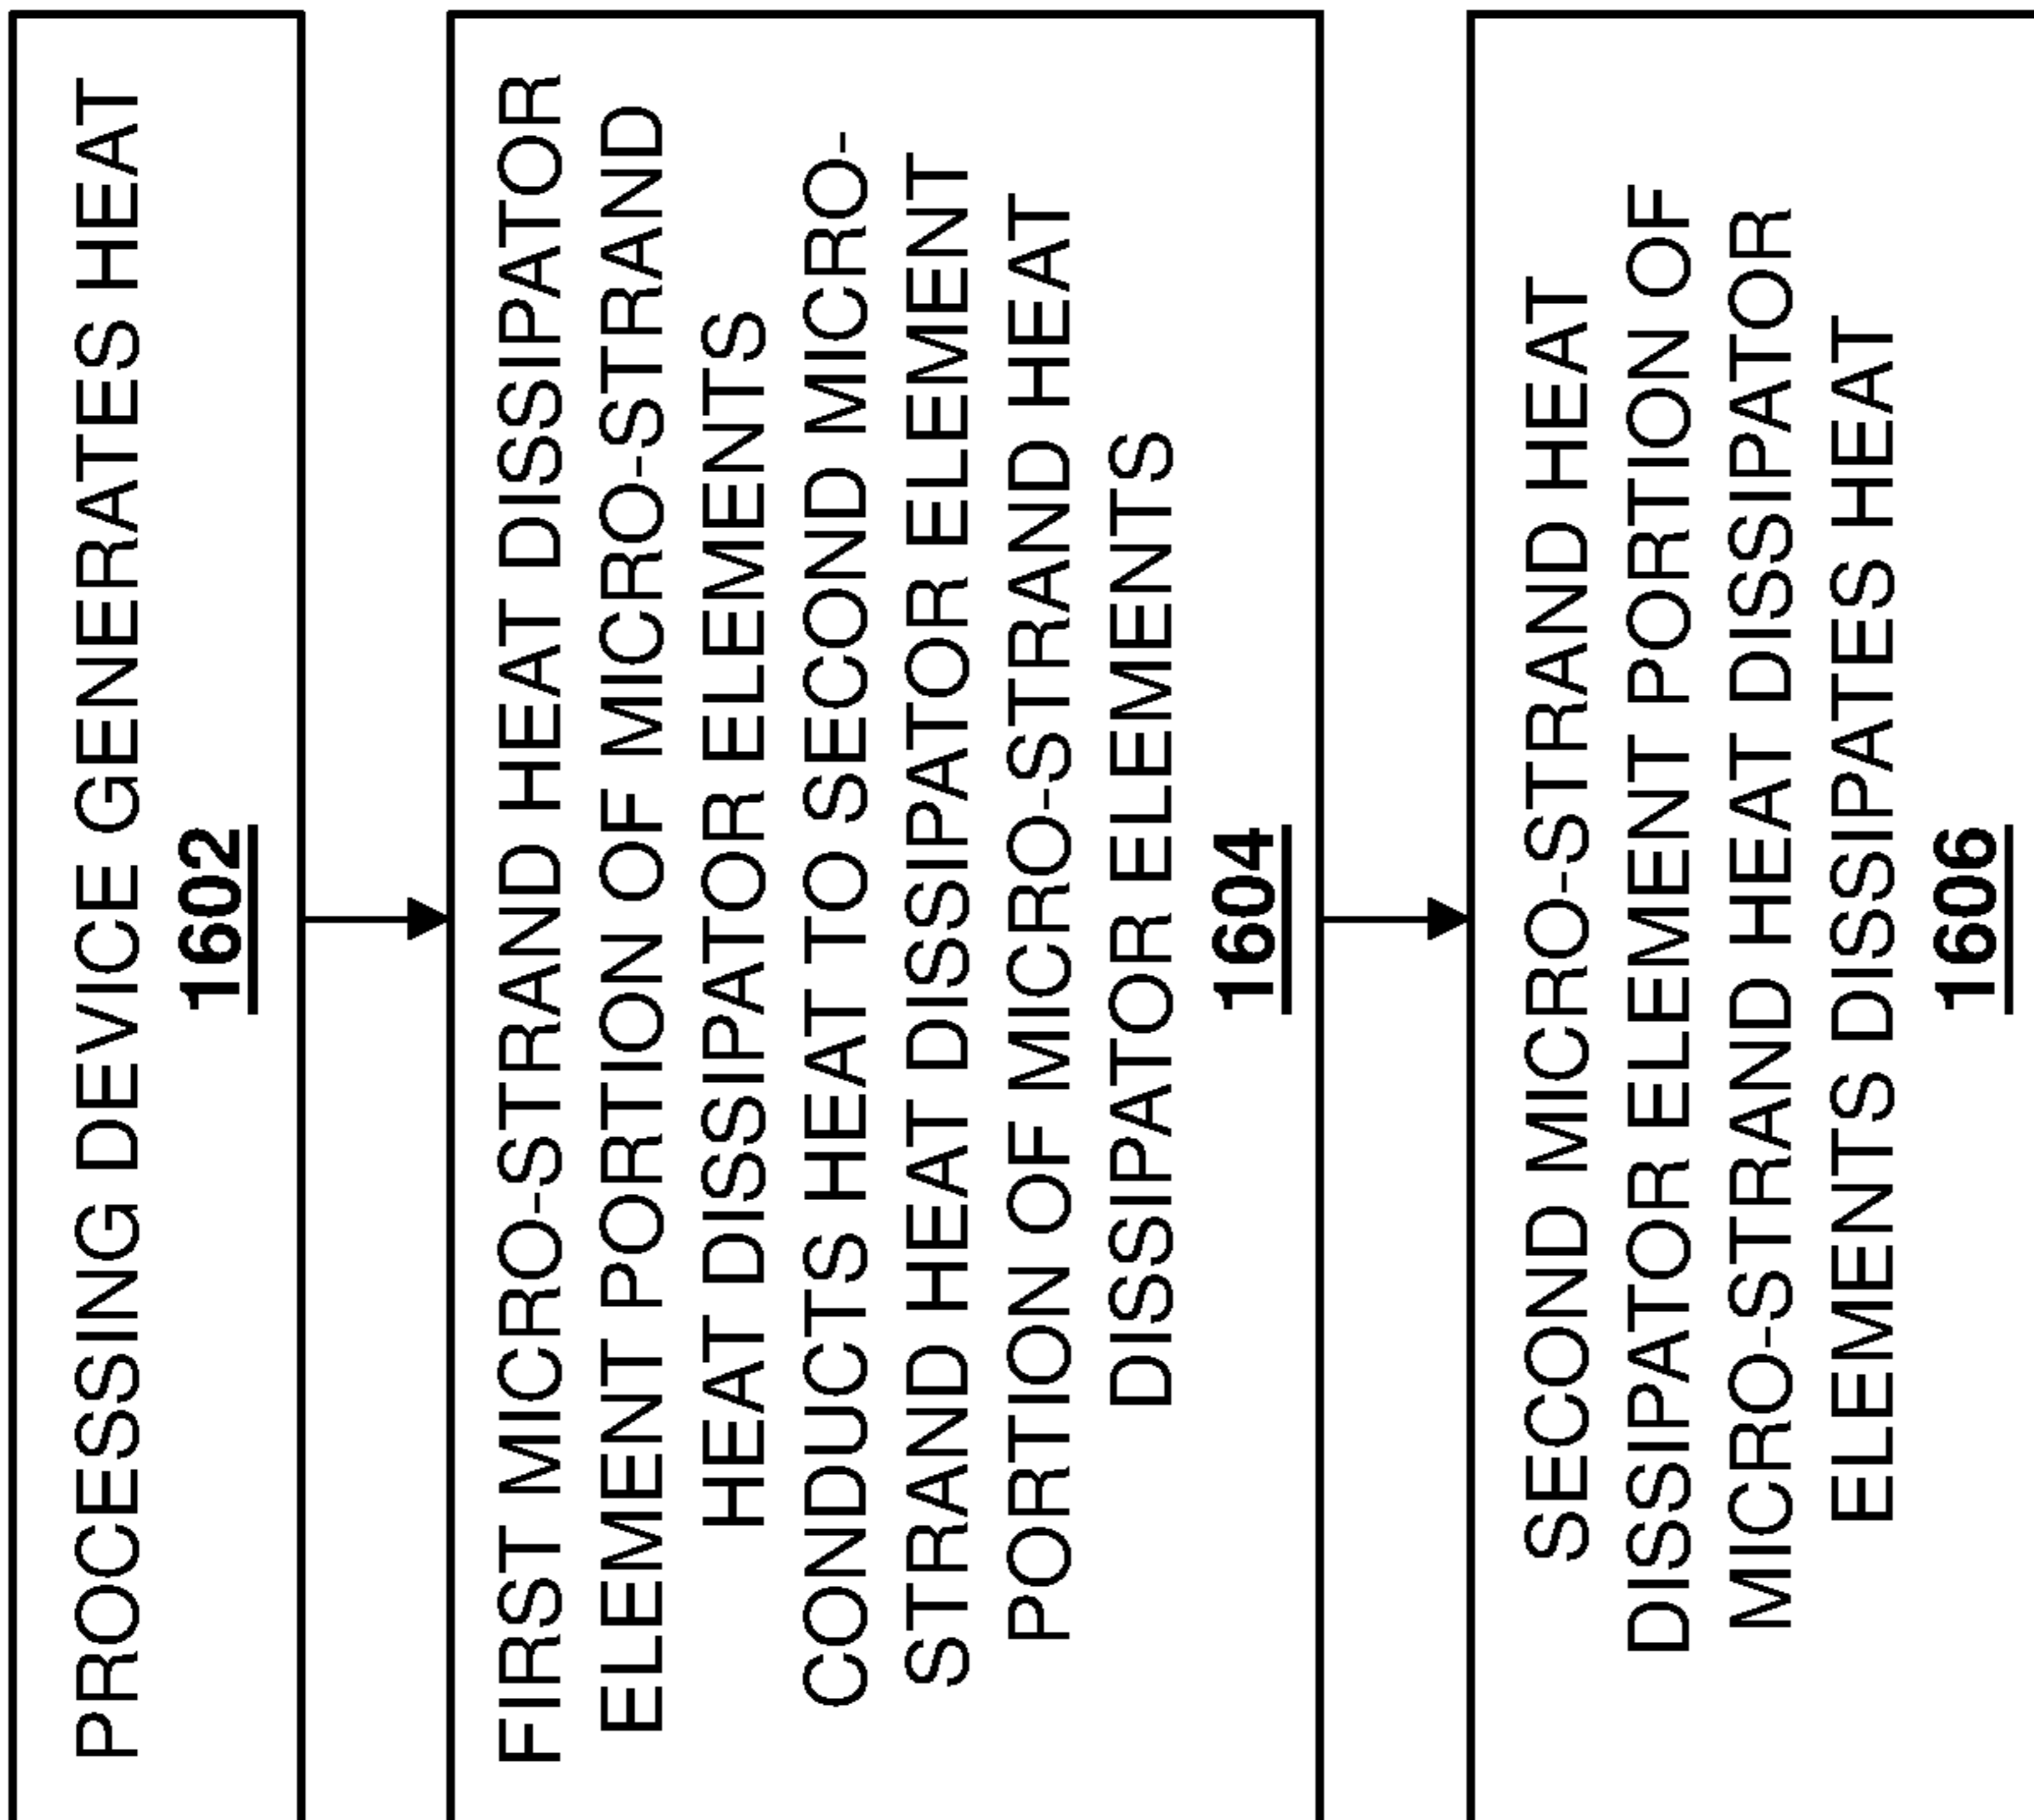 PROCESSING DEVICE GENERATES HEAT
1602
FIRST MICRO-STRAND HEAT DISSIPATOR
ELEMENT PORTION OF MICRO-STRAND
HEAT DISSIPATOR ELEMENTS
CONDUCTS HEAT TO SECOND MICRO-
STRAND HEAT DISSIPATOR ELEMENT
PORTION OF MICRO-STRAND HEAT
DISSIPATOR ELEMENTS
1604
SECOND MICRO-STRAND HEAT
DISSIPATOR ELEMENT PORTION OF
MICRO-STRAND HEAT DISSIPATOR
ELEMENTS DISSIPATES HEAT
1606